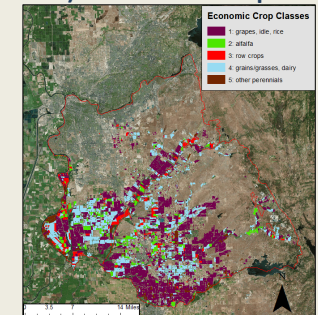 Economic Crop Classes
1: grapes, idle, rice
2: alfalfa
3: row crops
4: grains/grasses, dairy
5: other perennials
0 3.5 7 14 Miles